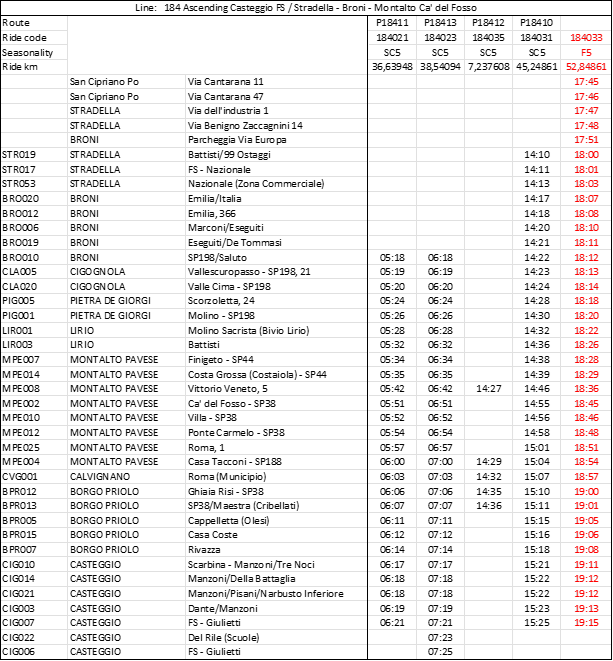 Line: 184 Ascending Casteggio FS / Stradella - Broni - Montalto Ca' del Fosso
Route P18411 P18413 P18412 P18410
Ride code 184021 184023 184035 184031 184033
Seasonality SC5 SC5 SC5 SC5 F5
Ride km 36,63948 38,54094 7,237608 45,24861 52,84861
San Cipriano Po Via Cantarana 11 17:45
San Cipriano Po Via Cantarana 47 17:46
STRADELLA Via dell'industria 1 17:47
STRADELLA Via Benigno Zaccagnini 14 17:48
BRONI Parcheggia Via Europa 17:51
STR019 STRADELLA Battisti/99 Ostaggi 14:10 18:00
STR017 STRADELLA FS - Nazionale 14:11 18:01
STR053 STRADELLA Nazionale (Zona Commerciale) 14:13 18:03
BRO020 BRONI Emilia/Italia 14:17 18:07
BRO012 BRONI Emilia, 366 14:18 18:08
BRO006 BRONI Marconi/Eseguiti 14:20 18:10
BRO019 BRONI Eseguiti/De Tommasi 14:21 18:11
BRO010 BRONI SP198/Saluto 05:18 06:18 14:22 18:12
CLA005 CIGOGNOLA Vallescuropasso - SP198, 21 05:19 06:19 14:23 18:13
CLA020 CIGOGNOLA Valle Cima - SP198 05:20 06:20 14:24 18:14
PIG005 PIETRA DE GIORGI Scorzoletta, 24 05:24 06:24 14:28 18:18
PIG001 PIETRA DE GIORGI Molino - SP198 05:26 06:26 14:30 18:20
LIR001 LIRIO Molino Sacrista (Bivio Lirio) 05:28 06:28 14:32 18:22
LIR003 LIRIO Battisti 05:32 06:32 14:36 18:26
MPE007 MONTALTO PAVESE Finigeto - SP44 05:34 06:34 14:38 18:28
MPE014 MONTALTO PAVESE Costa Grossa (Costaiola) - SP44 05:35 06:35 14:39 18:29
MPE008 MONTALTO PAVESE Vittorio Veneto, 5 05:42 06:42 14:27 14:46 18:36
MPE002 MONTALTO PAVESE Ca' del Fosso - SP38 05:51 06:51 14:55 18:45
MPE010 MONTALTO PAVESE Villa - SP38 05:52 06:52 14:56 18:46
MPE012 MONTALTO PAVESE Ponte Carmelo - SP38 05:54 06:54 14:58 18:48
MPE025 MONTALTO PAVESE Roma, 1 05:57 06:57 15:01 18:51
MPE004 MONTALTO PAVESE Casa Tacconi - SP188 06:00 07:00 14:29 15:04 18:54
CVG001 CALVIGNANO Roma (Municipio) 06:03 07:03 14:32 15:07 18:57
BPR012 BORGO PRIOLO Ghiaia Risi - SP38 06:06 07:06 14:35 15:10 19:00
BPR013 BORGO PRIOLO SP38/Maestra (Cribellati) 06:07 07:07 14:36 15:11 19:01
BPR005 BORGO PRIOLO Cappelletta (Olesi) 06:11 07:11 15:15 19:05
BPR015 BORGO PRIOLO Casa Coste 06:12 07:12 15:16 19:06
BPR007 BORGO PRIOLO Rivazza 06:14 07:14 15:18 19:08
CIG010 CASTEGGIO Scarbina - Manzoni/Tre Noci 06:17 07:17 15:21 19:11
CIG014 CASTEGGIO Manzoni/Della Battaglia 06:18 07:18 15:22 19:12
CIG021 CASTEGGIO Manzoni/Pisani/Narbusto Inferiore 06:18 07:18 15:22 19:12
CIG003 CASTEGGIO Dante/Manzoni 06:19 07:19 15:23 19:13
CIG007 CASTEGGIO FS - Giulietti 06:21 07:21 15:25 19:15
CIG022 CASTEGGIO Del Rile (Scuole) 07:23
CIG006 CASTEGGIO FS - Giulietti 07:25